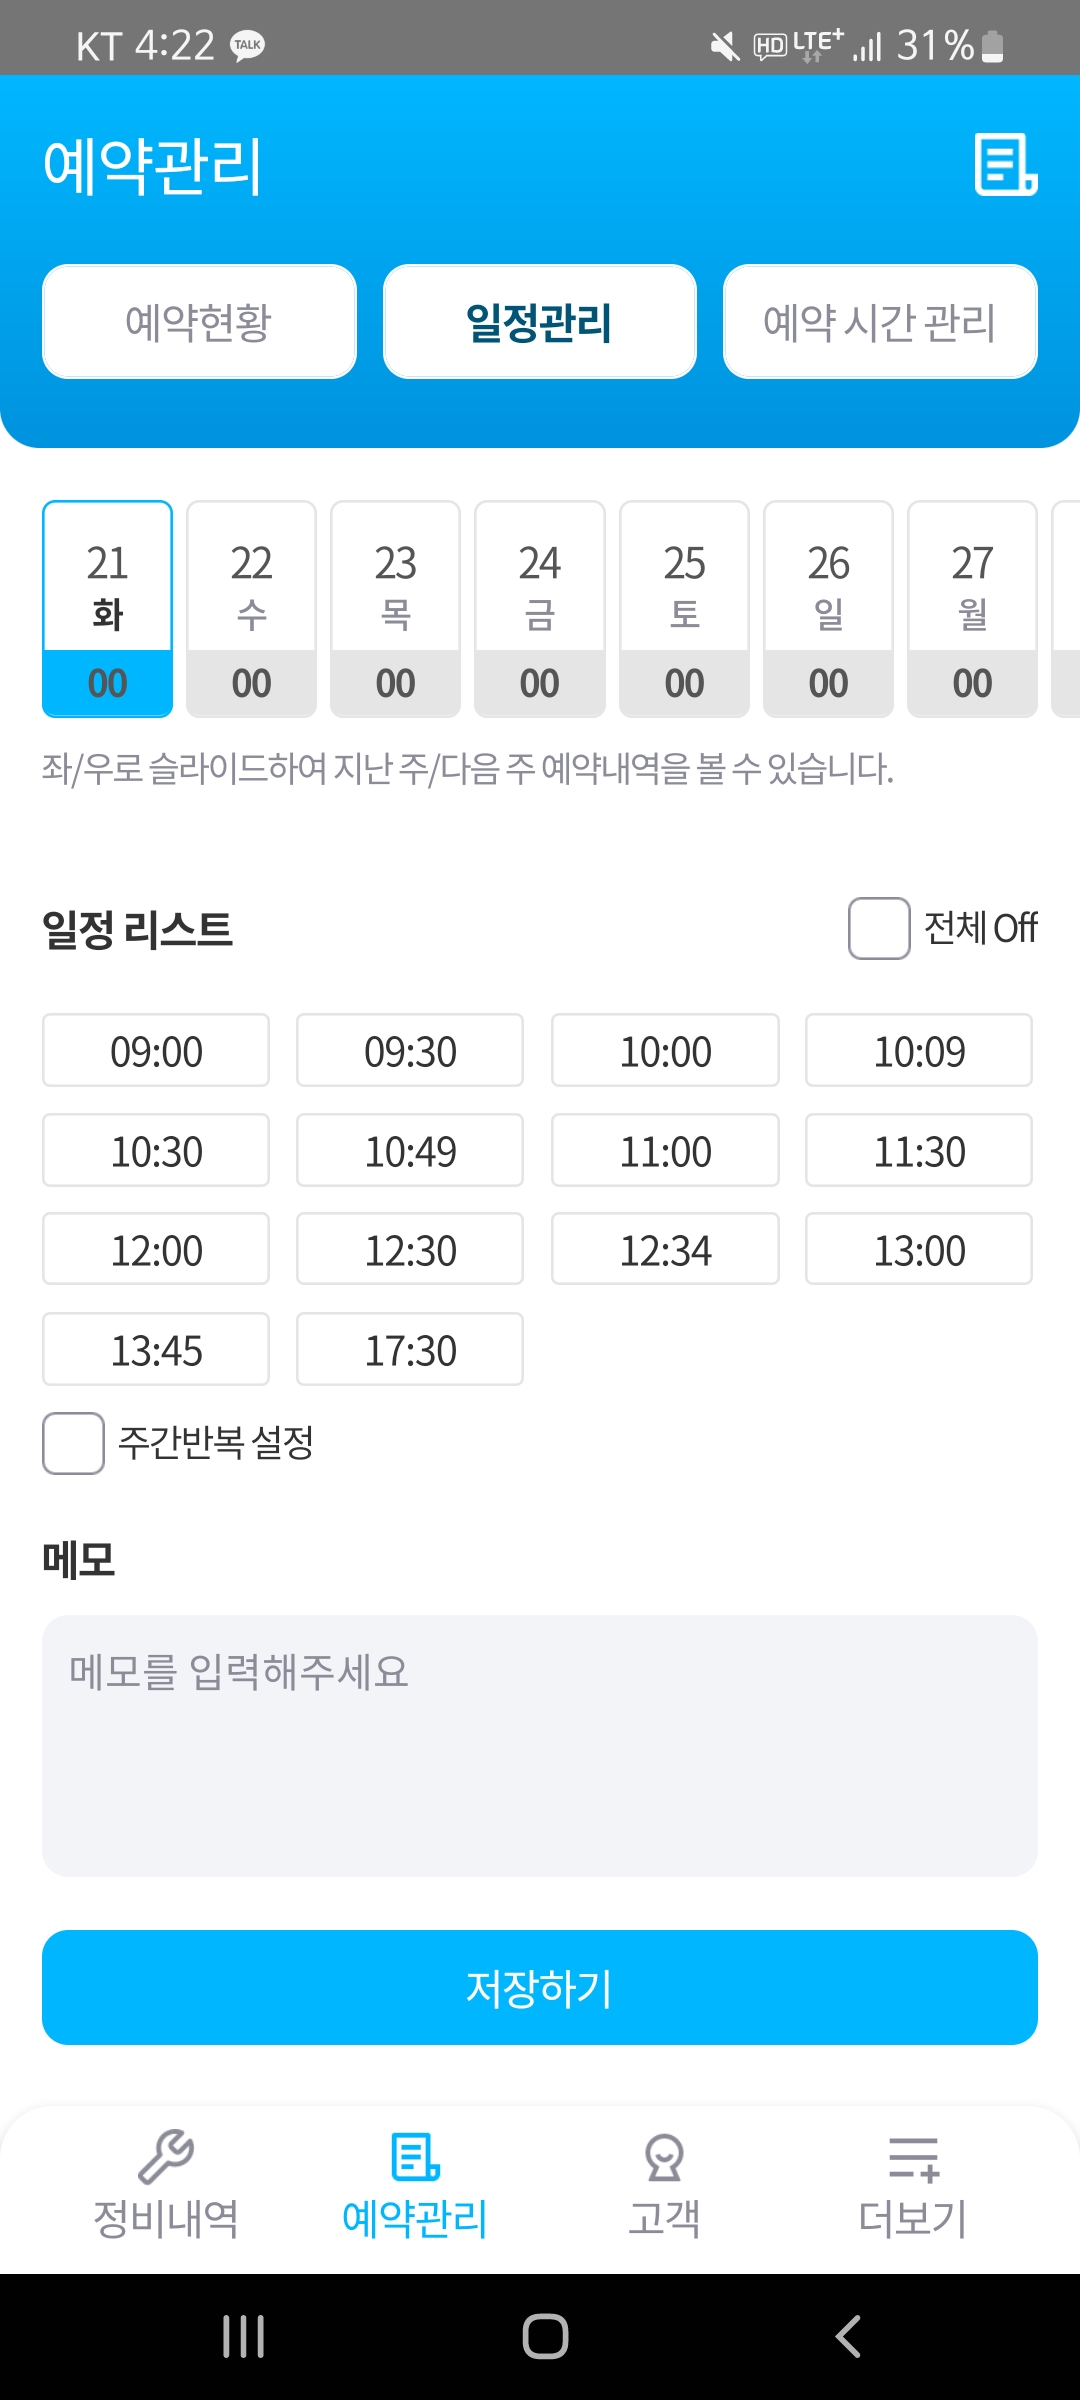 KT 4:22 TALK HD LTE+ 31%
예약관리
예약현황 일정관리 예약 시간 관리
21 22 23 24 25 26 27
화 수 목 금 토 일 월
00 00 00 00 00 00 00
좌/우로 슬라이드하여 지난 주/다음 주 예약내역을 볼 수 있습니다.
일정 리스트 전체 Off
09:00 09:30 10:00 10:09
10:30 10:49 11:00 11:30
12:00 12:30 12:34 13:00
13:45 17:30
주간반복 설정
메모
메모를 입력해주세요
저장하기
정비내역 예약관리 고객 더보기